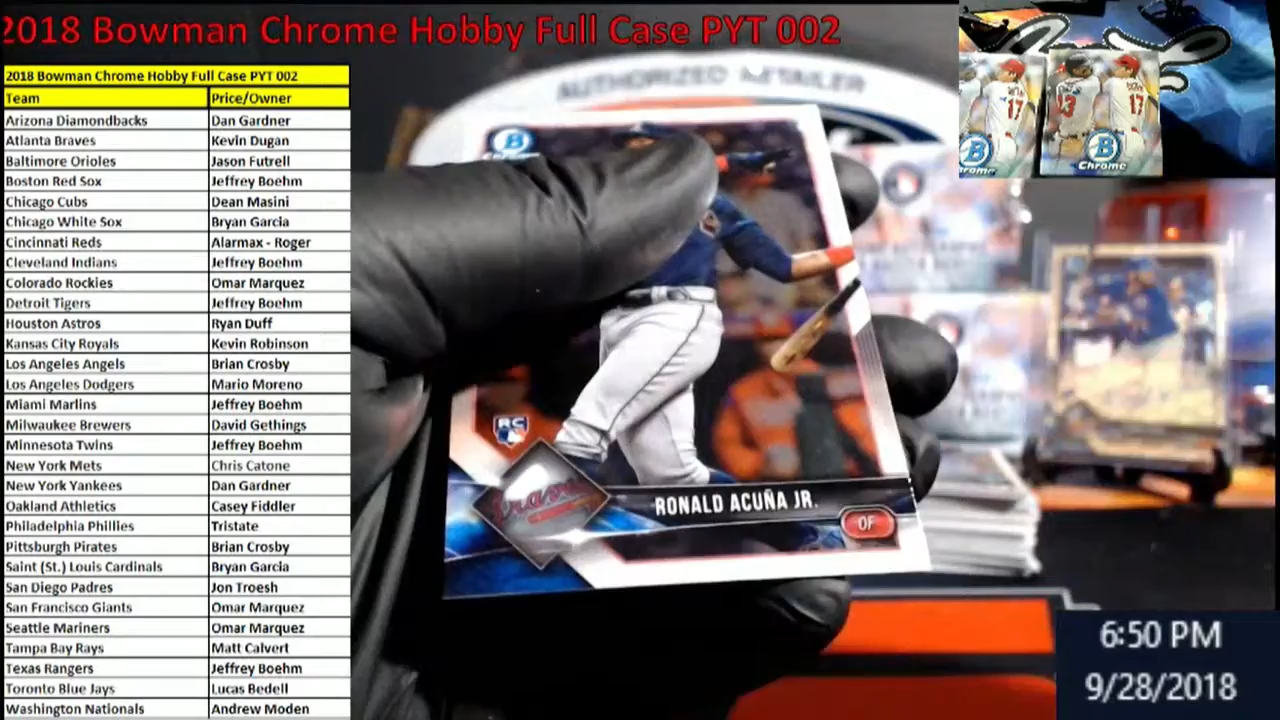 2018 Bowman Chrome Hobby Full Case PYT 002
2018 Bowman Chrome Hobby Full Case PYT 002
Team Price/Owner
Arizona Diamondbacks Dan Gardner
Atlanta Braves Kevin Dugan
Baltimore Orioles Jason Futrell
Boston Red Sox Jeffrey Boehm
Chicago Cubs Dean Masini
Chicago White Sox Bryan Garcia
Cincinnati Reds Alarmax - Roger
Cleveland Indians Jeffrey Boehm
Colorado Rockies Omar Marquez
Detroit Tigers Jeffrey Boehm
Houston Astros Ryan Duff
Kansas City Royals Kevin Robinson
Los Angeles Angels Brian Crosby
Los Angeles Dodgers Mario Moreno
Miami Marlins Jeffrey Boehm
Milwaukee Brewers David Gethings
Minnesota Twins Jeffrey Boehm
New York Mets Chris Catone
New York Yankees Dan Gardner
Oakland Athletics Casey Fiddler
Philadelphia Phillies Tristate
Pittsburgh Pirates Brian Crosby
Saint (St.) Louis Cardinals Bryan Garcia
San Diego Padres Jon Troesh
San Francisco Giants Omar Marquez
Seattle Mariners Omar Marquez
Tampa Bay Rays Matt Calvert
Texas Rangers Jeffrey Boehm
Toronto Blue Jays Lucas Bedell
Washington Nationals Andrew Moden
AUTHORIZED RETAILER
B
RC
Braves
RONALD ACUÑA JR.
OF
17
13
17
B
B
Chrome
6:50 PM
9/28/2018